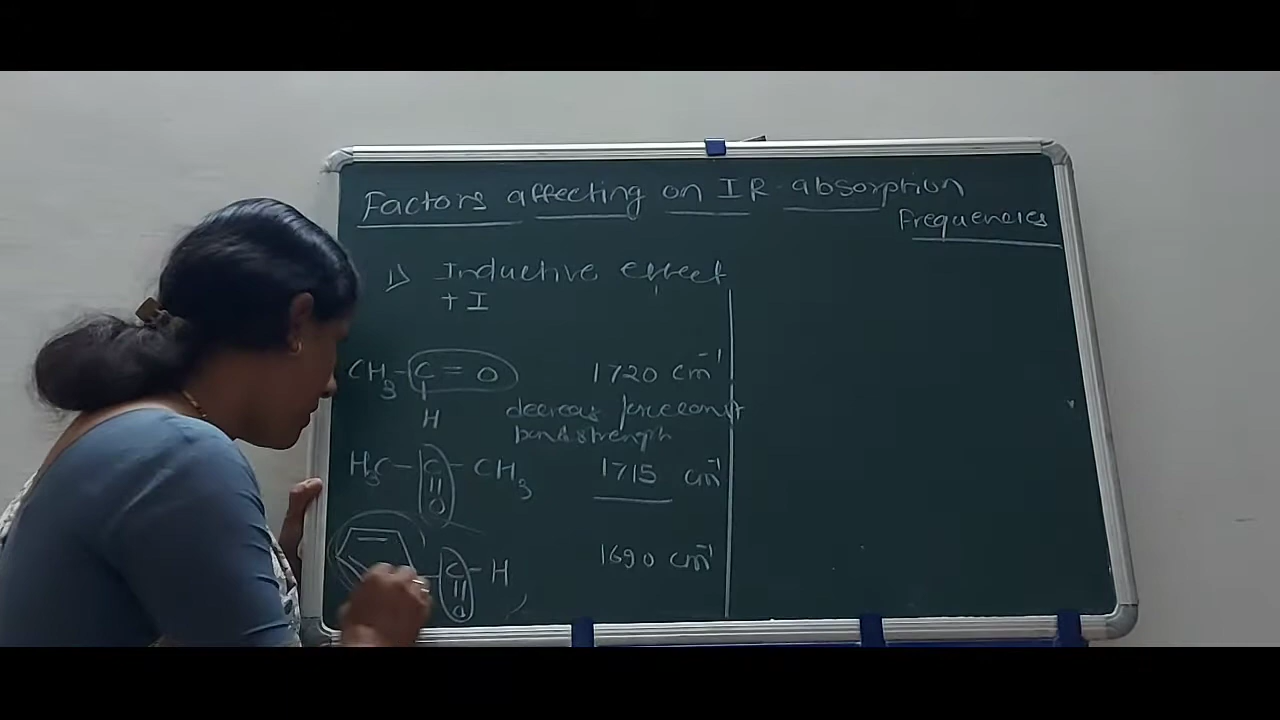 Factors affecting on IR-absorption
Frequencies
1) Inductive effect
+ I
CH3-C=O 1720 cm-1
H
decreas force const
bond strength
H3C-C-CH3 1715 cm-1
O
C-H 1690 cm-1
O